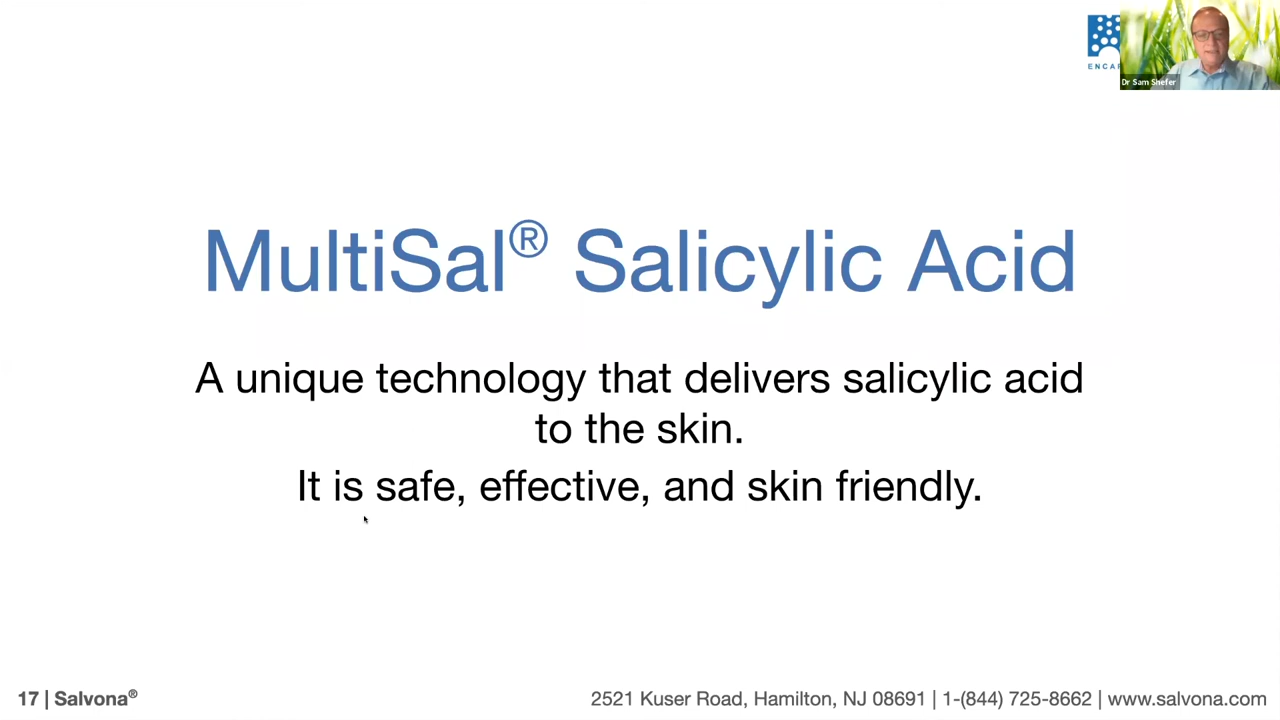 ENCAP
Dr Sam Shefer
MultiSal® Salicylic Acid
A unique technology that delivers salicylic acid
to the skin.
It is safe, effective, and skin friendly.
17 | Salvona®
2521 Kuser Road, Hamilton, NJ 08691 | 1-(844) 725-8662 | www.salvona.com